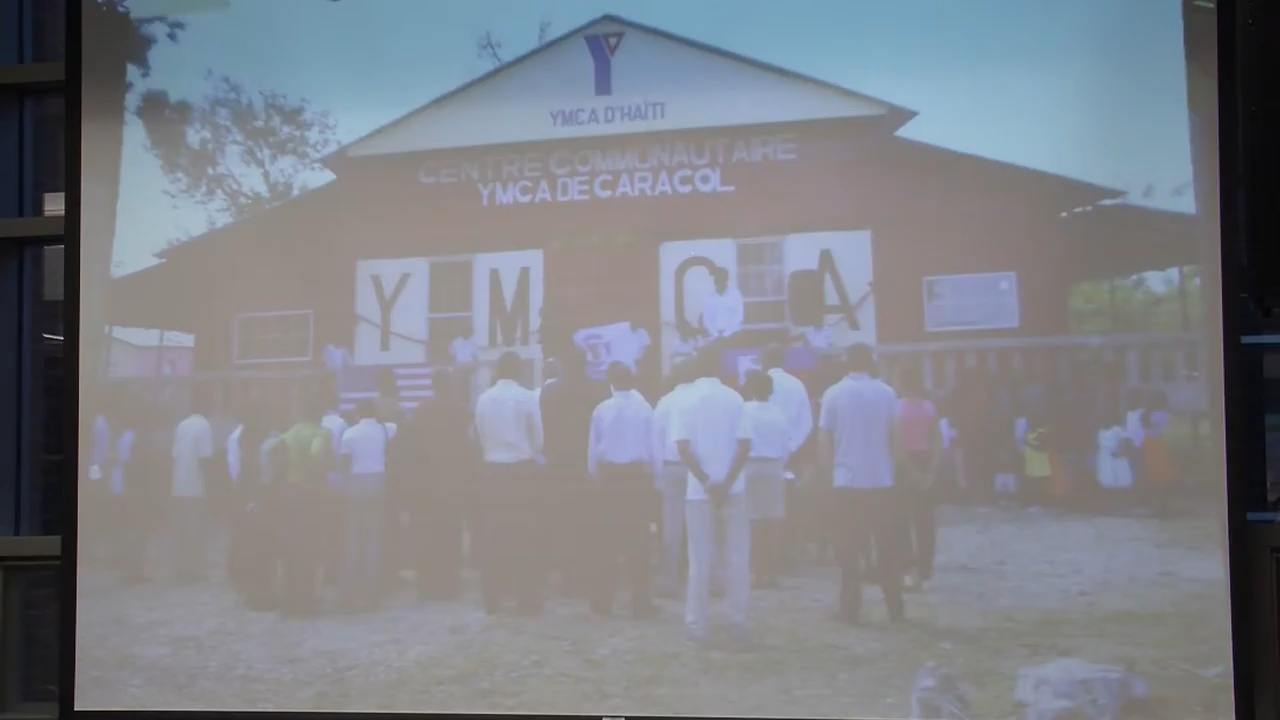 Y
YMCA D'HAÏTI
CENTRE COMMUNAUTAIRE
YMCA DE CARACOL
Y M C A